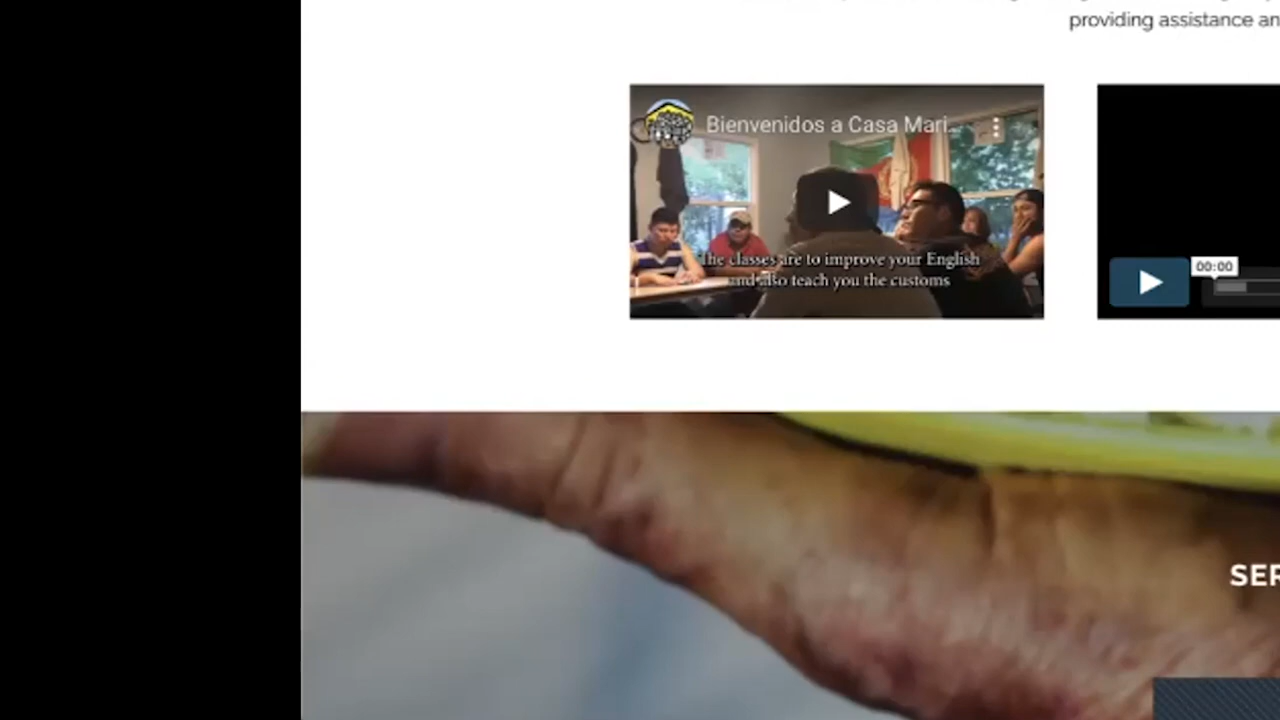 providing assistance an
Bienvenidos a Casa Mari…
The classes are to improve your English
and also teach you the customs
00:00
SER